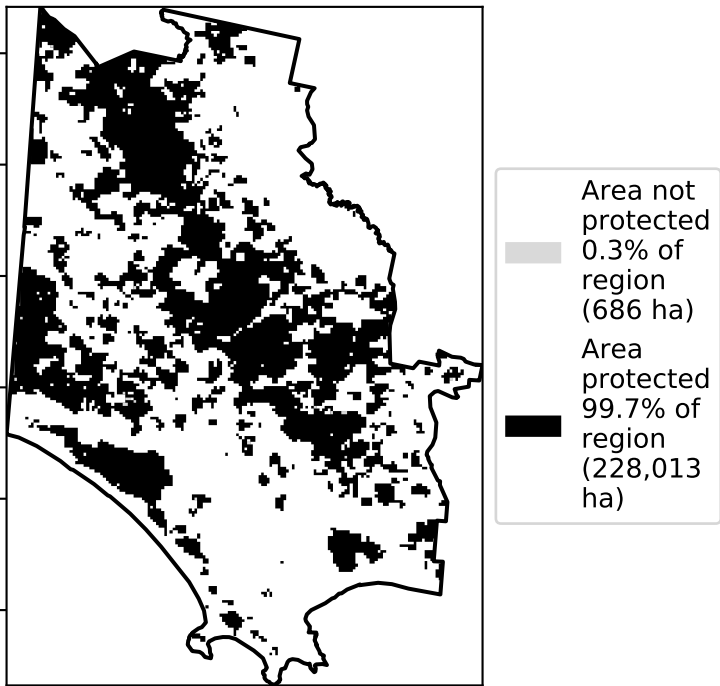 Area not
protected
0.3% of
region
(686 ha)
Area
protected
99.7% of
region
(228,013
ha)